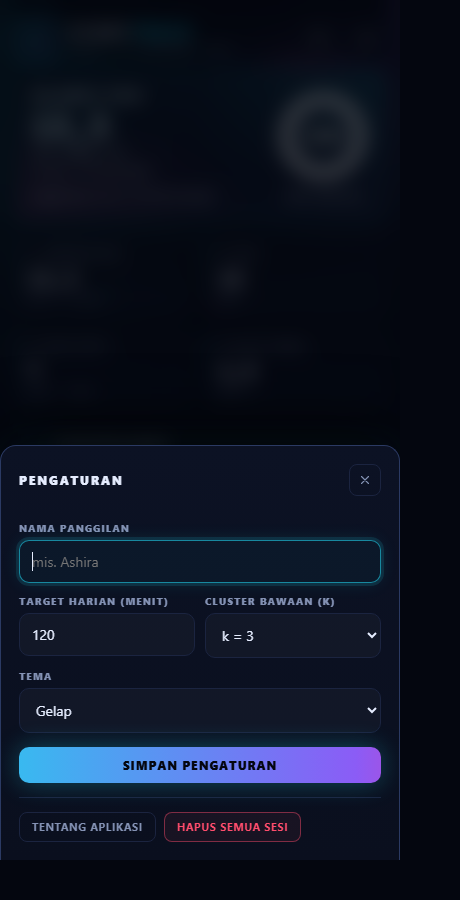 PENGATURAN
×
NAMA PANGGILAN
mis. Ashira
TARGET HARIAN (MENIT) CLUSTER BAWAAN (K)
120 k = 3
TEMA
Gelap
SIMPAN PENGATURAN
TENTANG APLIKASI HAPUS SEMUA SESI